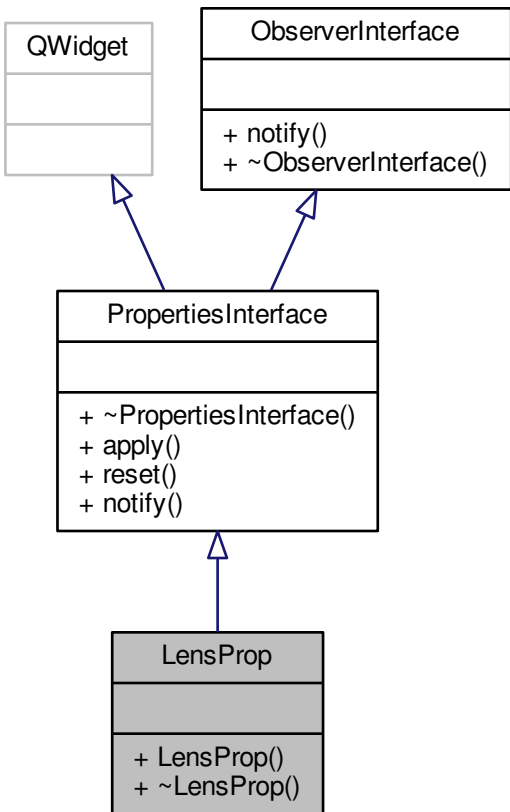 QWidget
ObserverInterface
+ notify()
+ ~ObserverInterface()
PropertiesInterface
+ ~PropertiesInterface()
+ apply()
+ reset()
+ notify()
LensProp
+ LensProp()
+ ~LensProp()